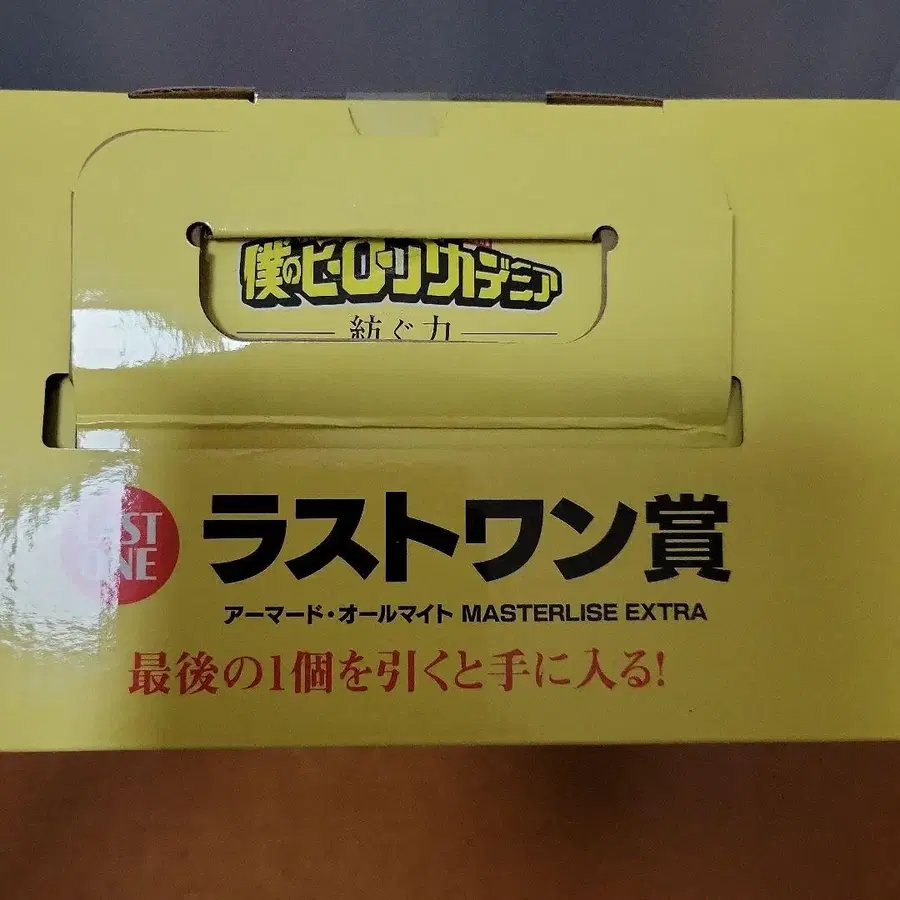 僕のヒーローアカデミア
紡ぐ力
LAST
ONE
ラストワン賞
アーマード・オールマイト MASTERLISE EXTRA
最後の1個を引くと手に入る!